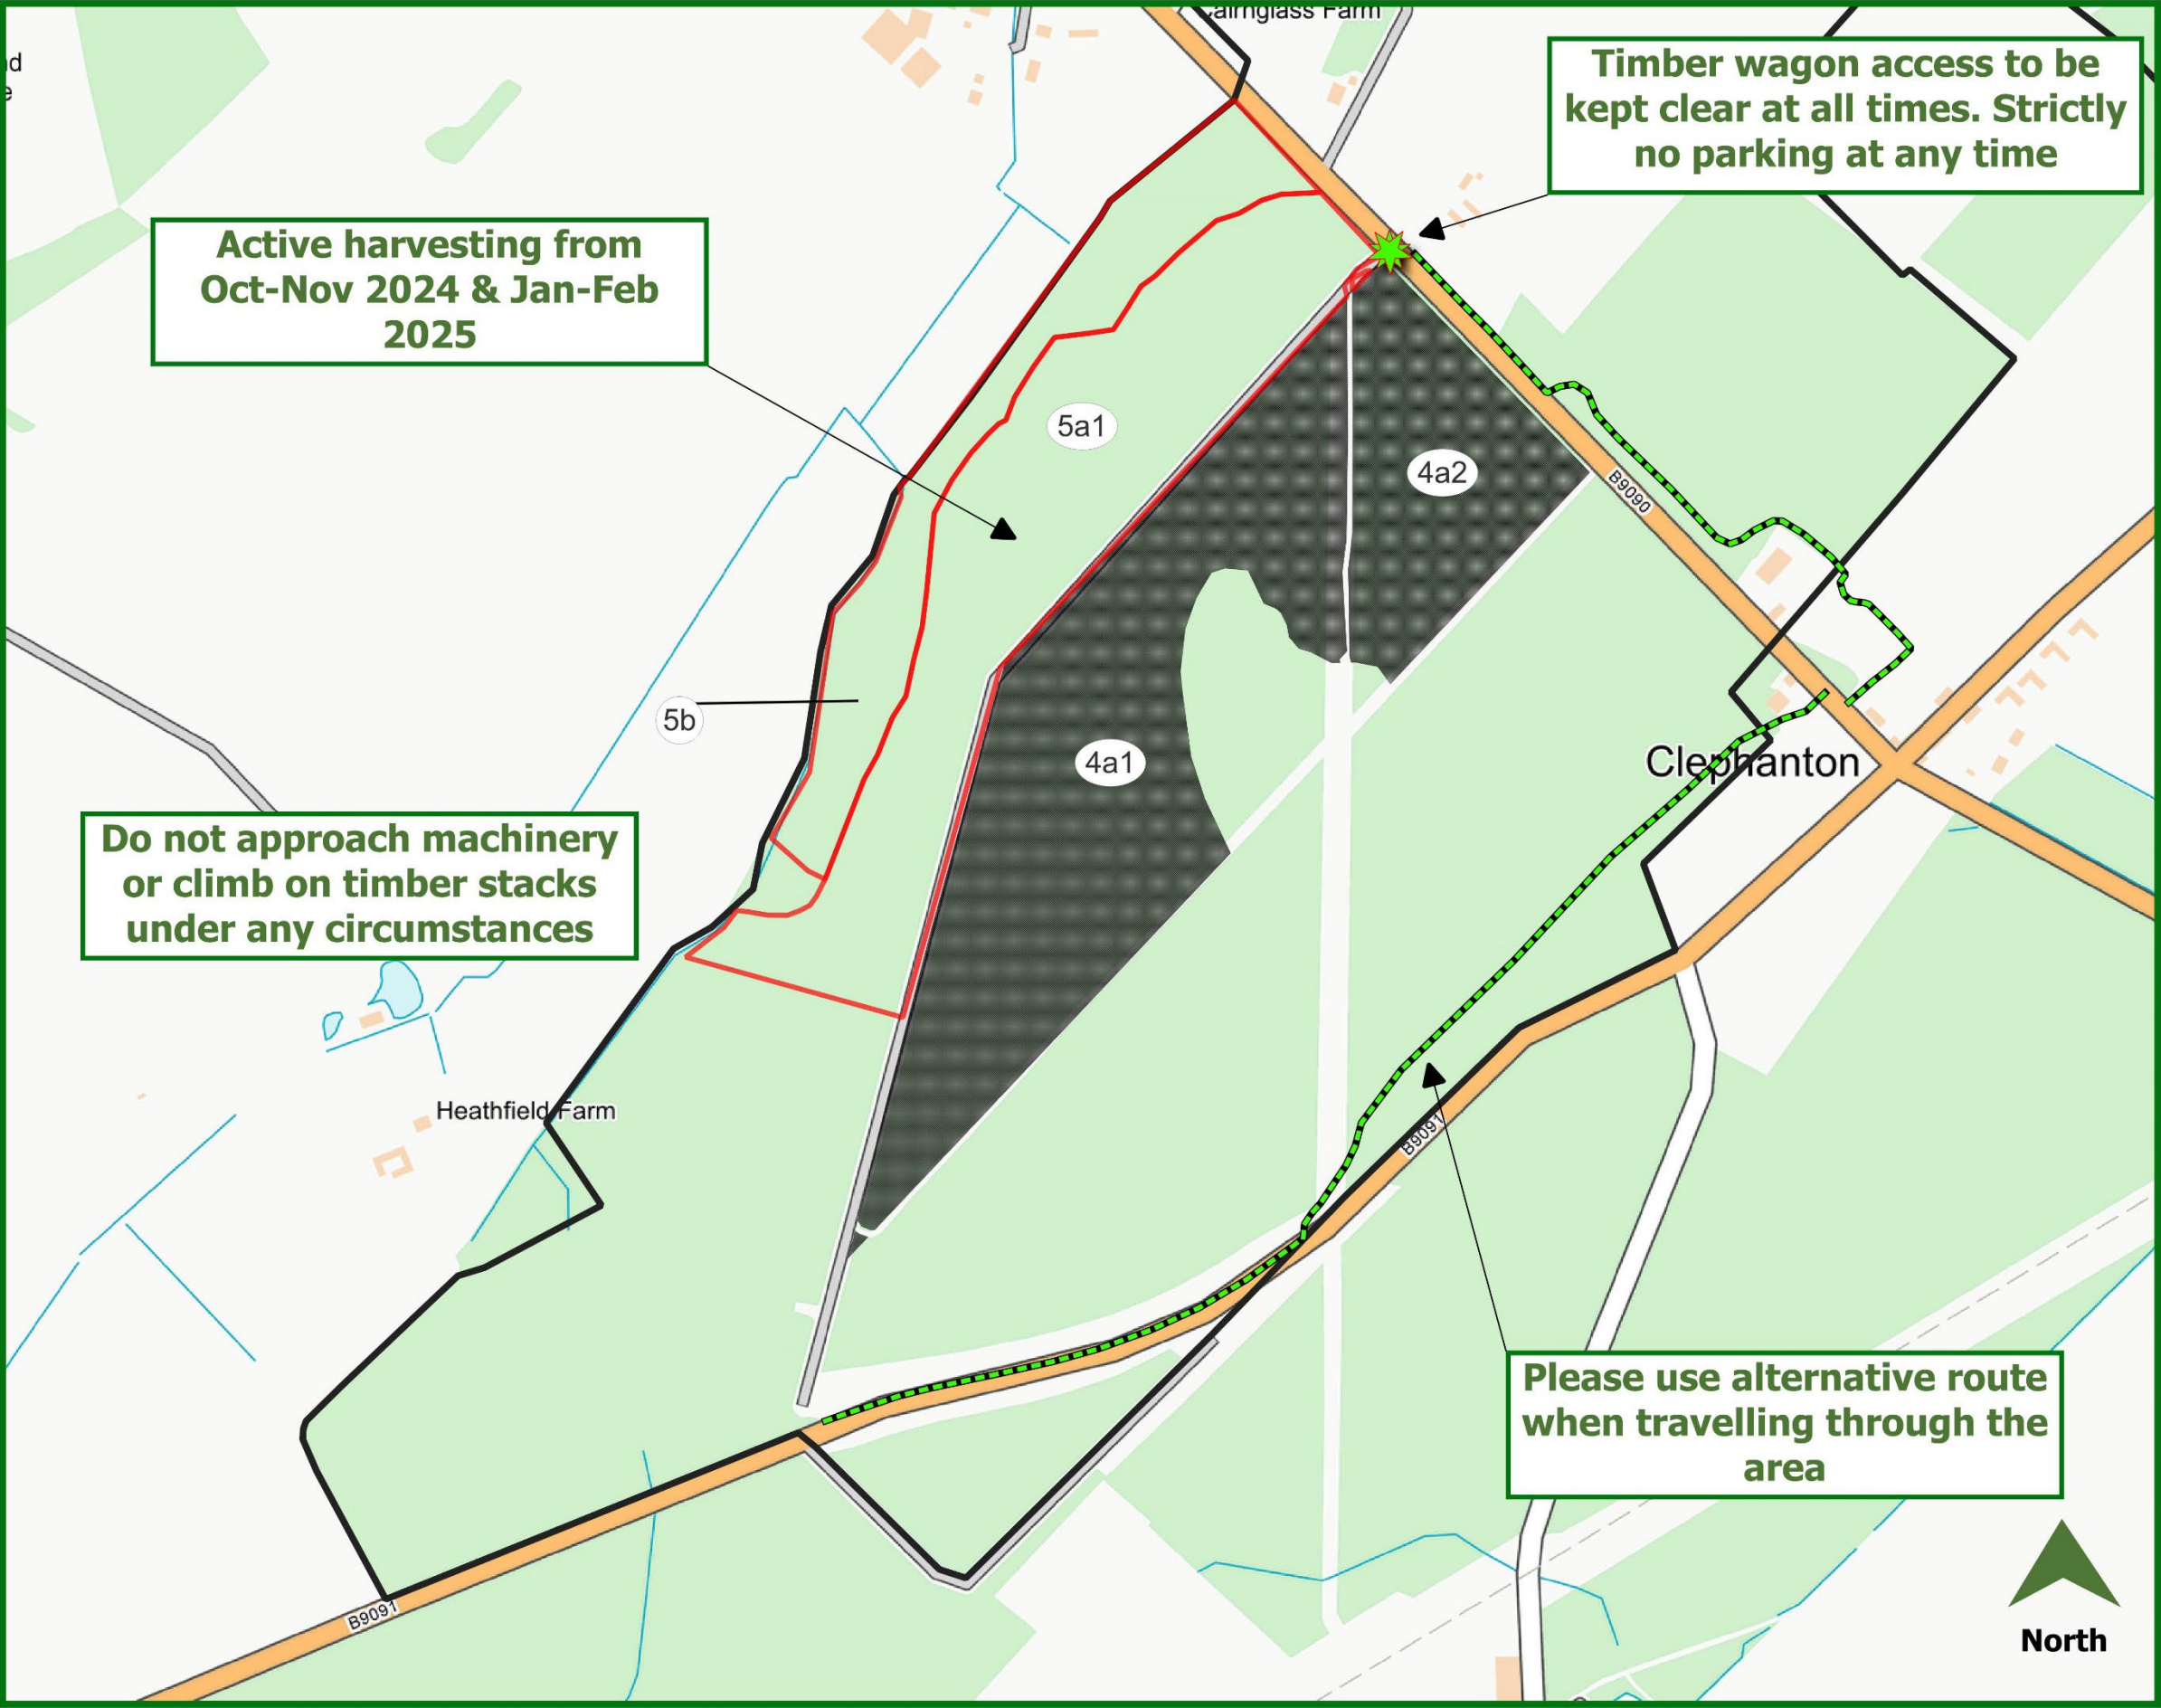 Cairnglass Farm
Timber wagon access to be
kept clear at all times. Strictly
no parking at any time
Active harvesting from
Oct-Nov 2024 & Jan-Feb
2025
5a1
4a2
B9090
5b
4a1
Clephanton
Do not approach machinery
or climb on timber stacks
under any circumstances
Heathfield Farm
B9091
Please use alternative route
when travelling through the
area
B9091
North